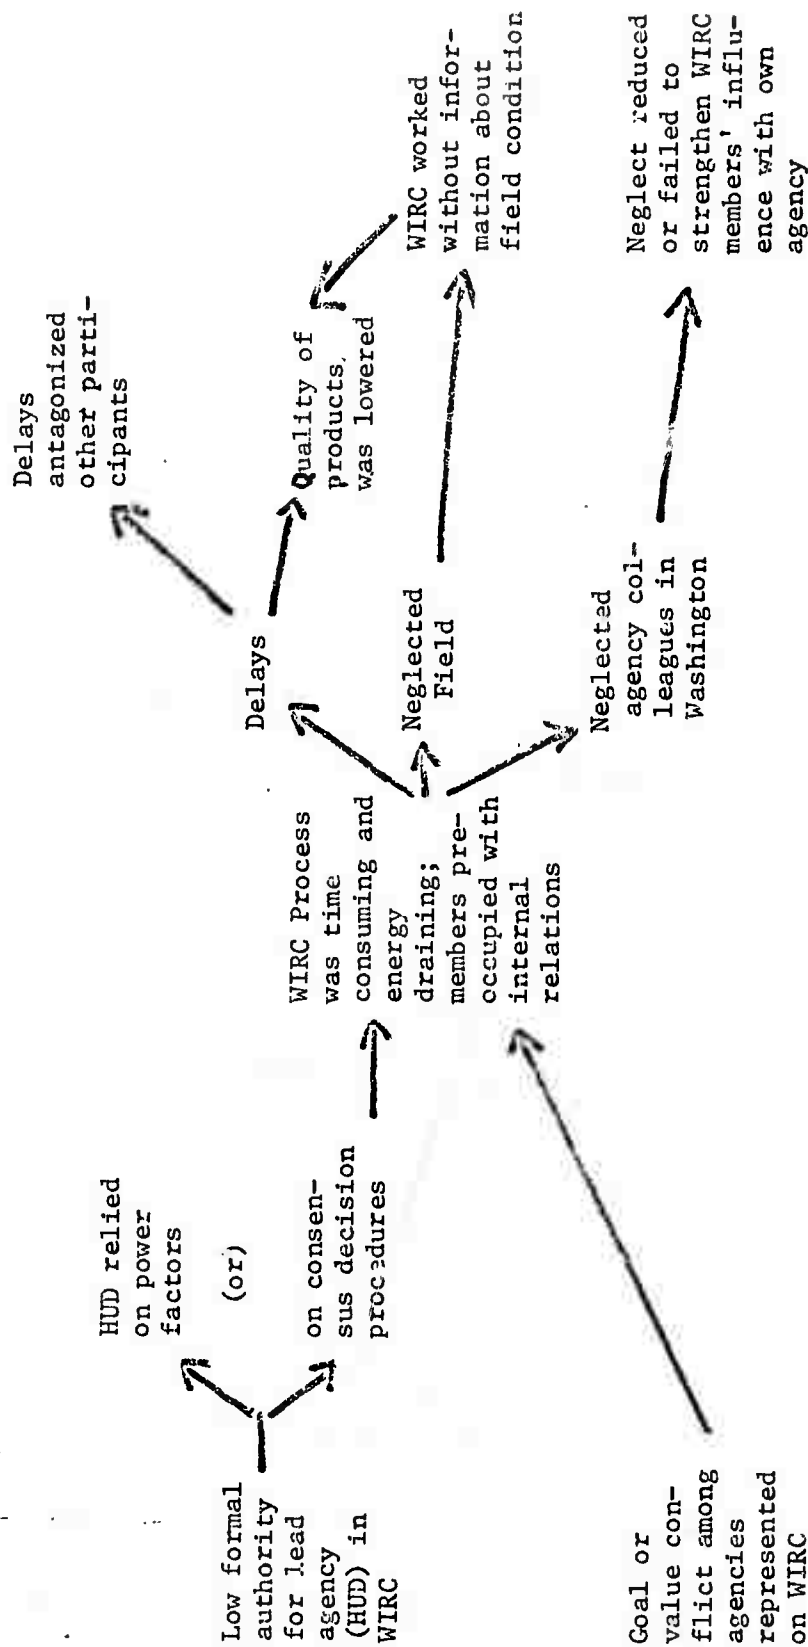 Low formal
authority
for lead
agency
(HUD) in
WIRC
Goal or
value con-
flict among
agencies
represented
on WIRC
HUD relied
on power
factors
(or)
on consen-
sus decision
procedures
WIRC Process
was time
consuming and
energy
draining;
members pre-
occupied with
internal
relations
Delays
Neglected
Field
Neglected
agency col-
leagues in
Washington
Delays
antagonized
other parti-
cipants
Quality of
products.
was lowered
WIRC worked
without infor-
mation about
field condition
Neglect reduced
or failed to
strengthen WIRC
members' influ-
ence with own
agency